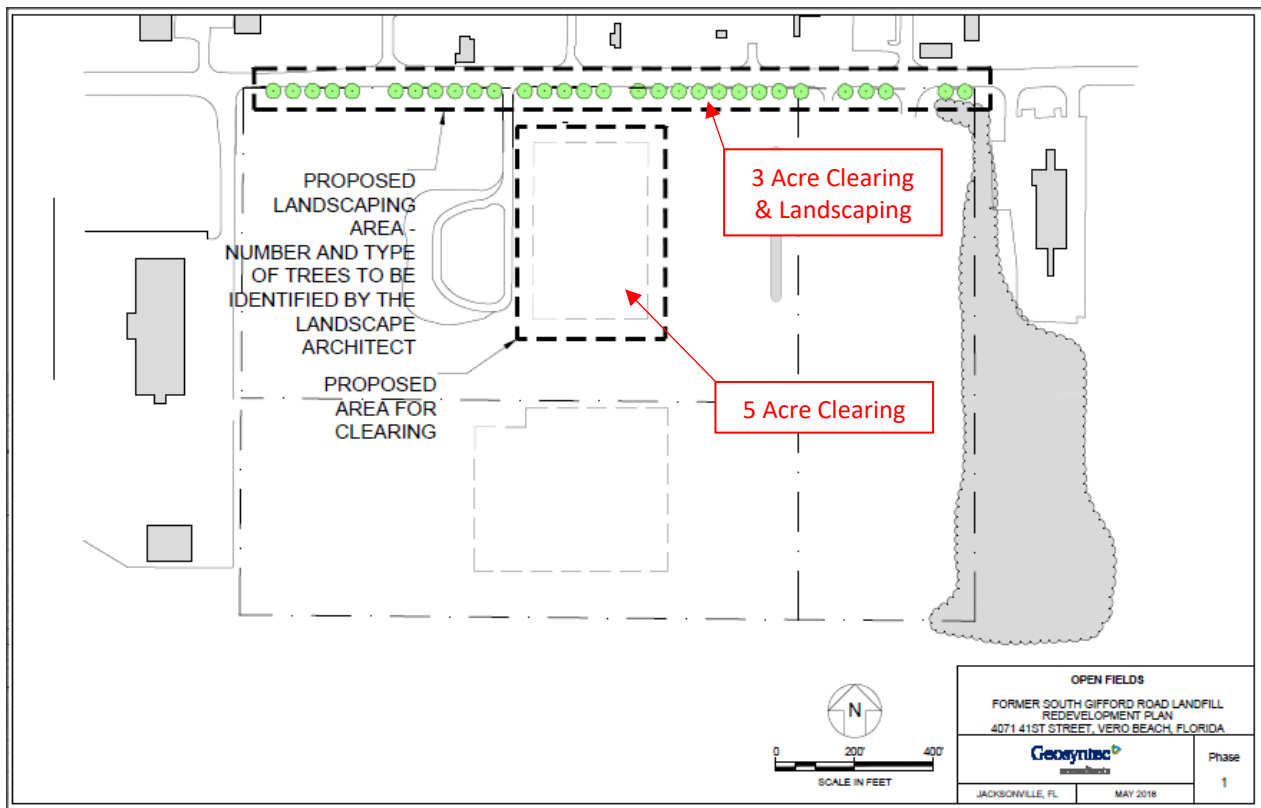 PROPOSED
LANDSCAPING
AREA -
NUMBER AND TYPE
OF TREES TO BE
IDENTIFIED BY THE
LANDSCAPE
ARCHITECT
3 Acre Clearing
& Landscaping
PROPOSED
AREA FOR
CLEARING
5 Acre Clearing
N
0 200' 400'
SCALE IN FEET
OPEN FIELDS
FORMER SOUTH GIFFORD ROAD LANDFILL
REDEVELOPMENT PLAN
4071 41ST STREET, VERO BEACH, FLORIDA
Geosyntec
consultants
Phase
1
JACKSONVILLE, FL
MAY 2018